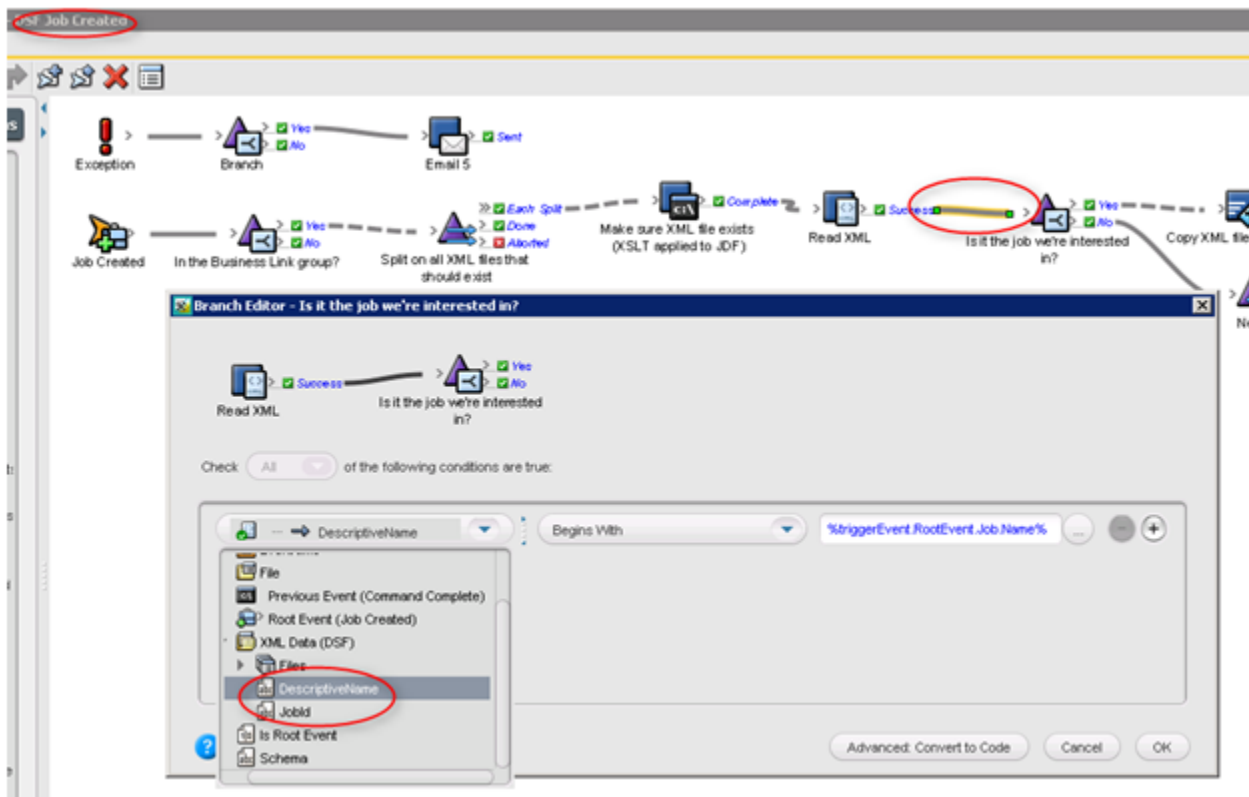 DSF Job Created
Exception
Branch
Yes
No
Email 5
Sent
Job Created
In the Business Link group?
Yes
No
Split on all XML files that
should exist
Each Split
Done
Aborted
Make sure XML file exists
(XSLT applied to JDF)
Complete
Read XML
Success
Is it the job we're interested
in?
Yes
No
Copy XML file
Branch Editor - Is it the job we're interested in?
Read XML
Success
Is it the job we're interested
in?
Yes
No
Check All of the following conditions are true:
... DescriptiveName
Begins With
%triggerEvent.RootEvent.Job.Name%
...
File
Previous Event (Command Complete)
Root Event (Job Created)
XML Data (DSF)
Files
DescriptiveName
JobId
Is Root Event
Schema
Advanced: Convert to Code
Cancel
OK